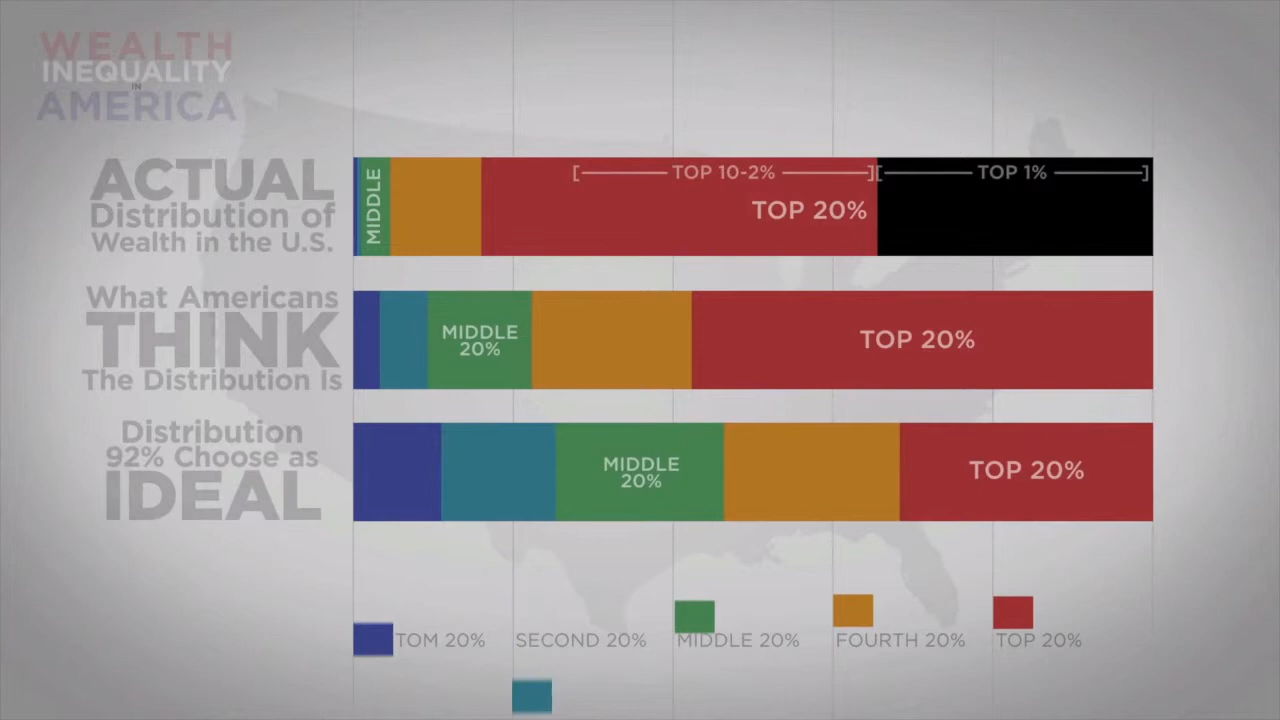 WEALTH
INEQUALITY
IN
AMERICA
ACTUAL
Distribution of
Wealth in the U.S.
MIDDLE
[ TOP 10-2% ][ TOP 1% ]
TOP 20%
What Americans
THINK
The Distribution Is
MIDDLE
20%
TOP 20%
Distribution
92% Choose as
IDEAL
MIDDLE
20%
TOP 20%
TOM 20% SECOND 20% MIDDLE 20% FOURTH 20% TOP 20%